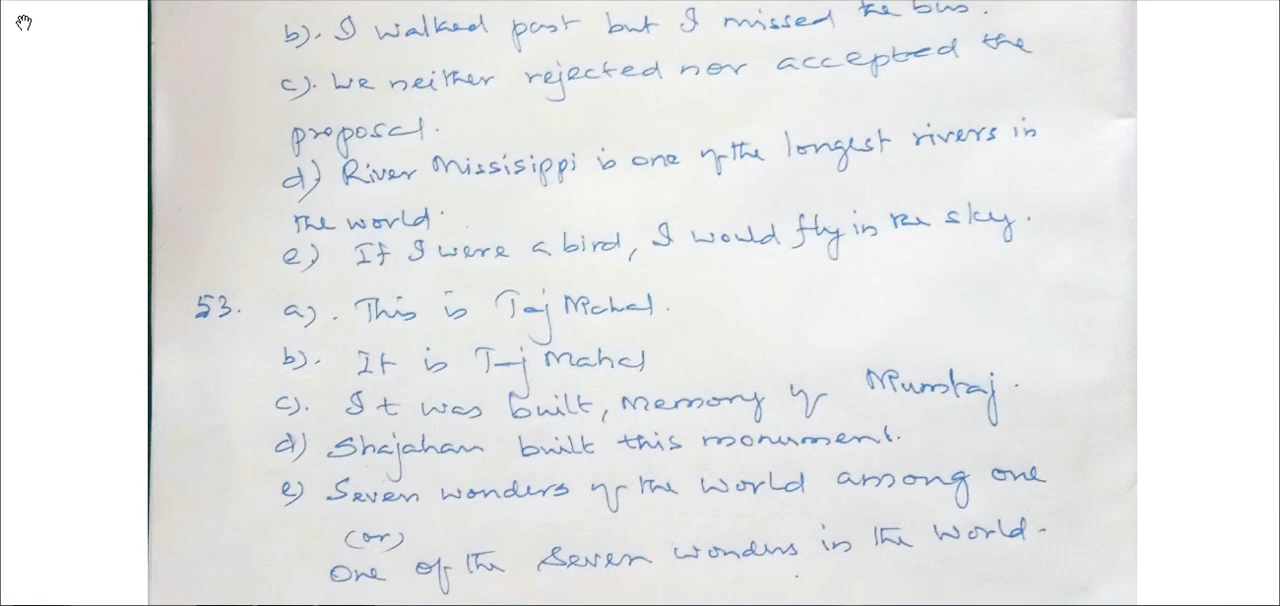 b). I walked past but I missed the bus.
c). We neither rejected nor accepted the
proposal.
d) River Missisippi is one of the longest rivers in
the world.
e) If I were a bird, I would fly in the sky.
53. a). This is Taj Mahal.
b). It is Taj Mahal
c). It was built, memory of Mumtaj.
d) Shajahan built this monument.
e) Seven wonders of the world among one
(or)
One of the Seven wonders in the world.